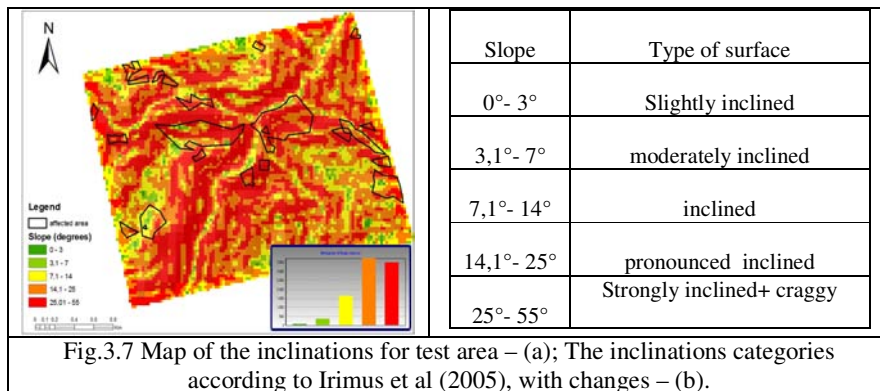 N
Legend
affected area
Slope (degrees)
0 - 3
3.1 - 7
7.1 - 14
14,1 - 25
25,01 - 55
Slope Type of surface
0°- 3° Slightly inclined
3,1°- 7° moderately inclined
7,1°- 14° inclined
14,1°- 25° pronounced inclined
25°- 55° Strongly inclined+ craggy
Fig.3.7 Map of the inclinations for test area – (a); The inclinations categories
according to Irimus et al (2005), with changes – (b).